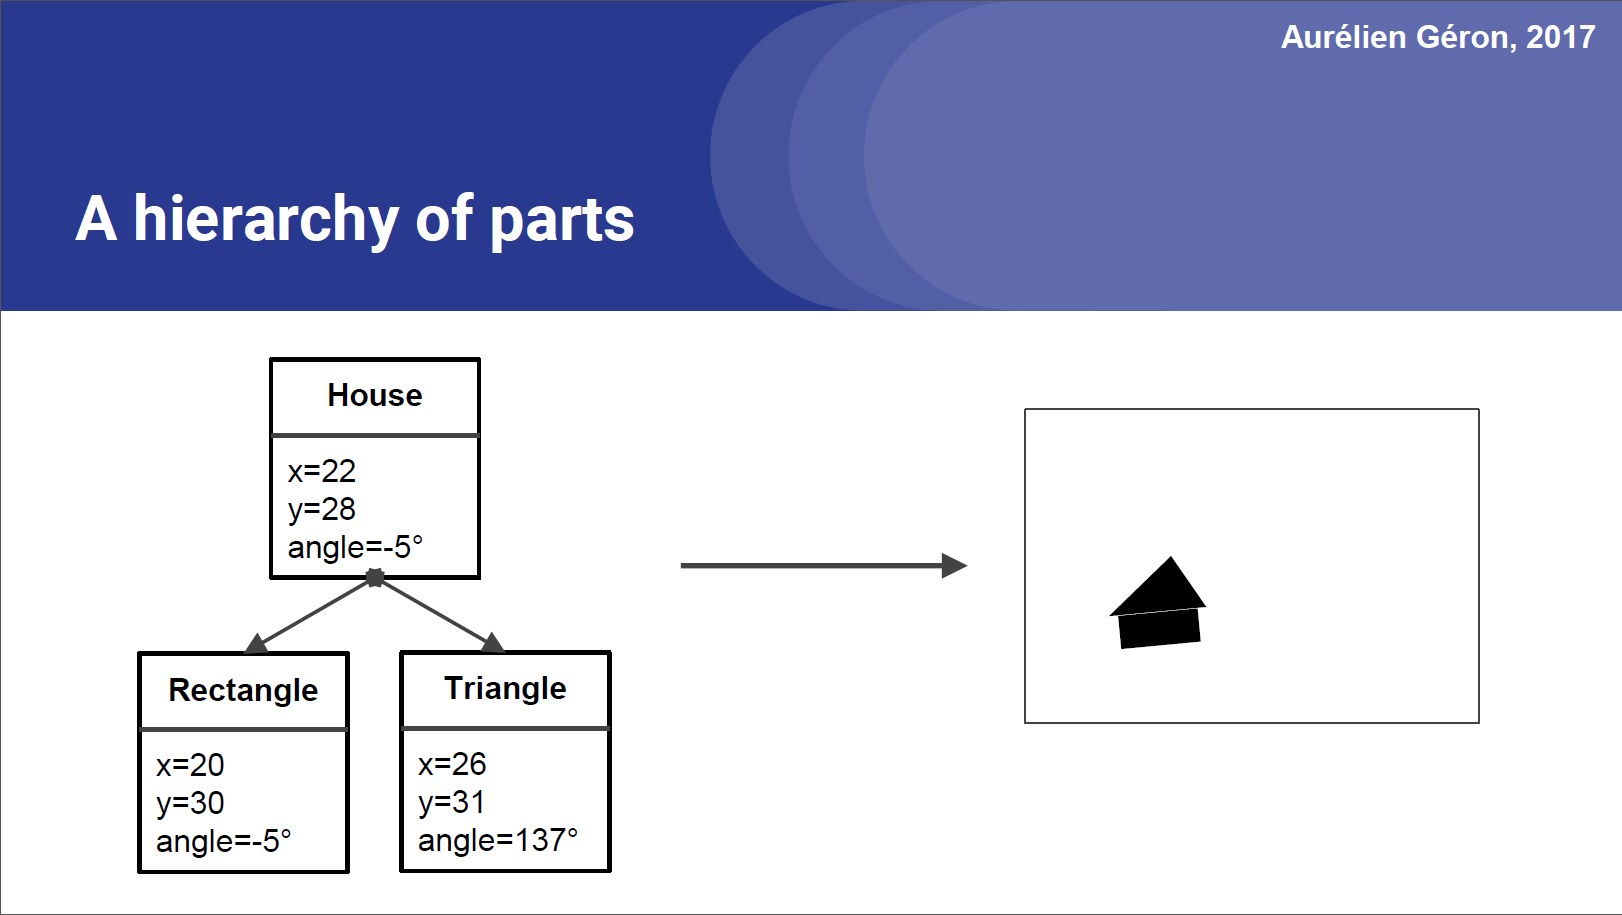 Aurélien Géron, 2017
A hierarchy of parts
House
x=22
y=28
angle=-5°
Rectangle
x=20
y=30
angle=-5°
Triangle
x=26
y=31
angle=137°